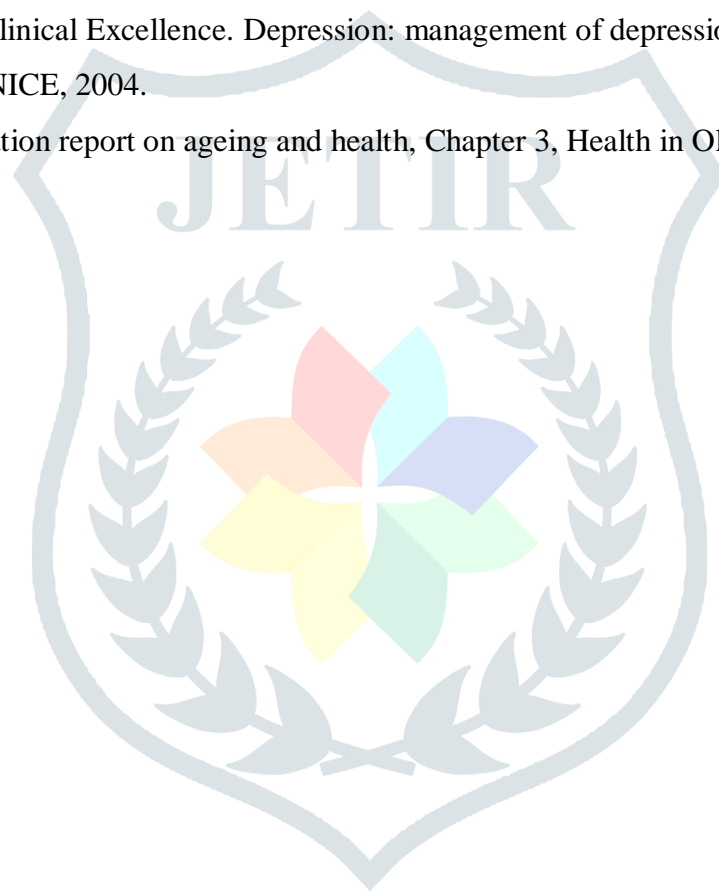 linical Excellence. Depression: management of depressio
NICE, 2004.
tion report on ageing and health, Chapter 3, Health in Ol
JETIR